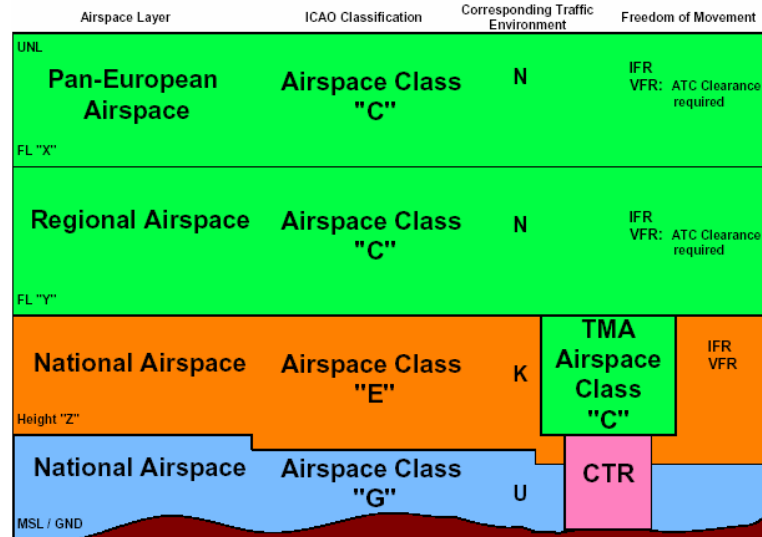 Airspace Layer
ICAO Classification
Corresponding Traffic
Environment
Freedom of Movement
UNL
Pan-European
Airspace
Airspace Class
"C"
N
IFR
VFR: ATC Clearance
required
FL "X"
Regional Airspace
Airspace Class
"C"
N
IFR
VFR: ATC Clearance
required
FL "Y"
National Airspace
Airspace Class
"E"
K
TMA
Airspace
Class
"C"
IFR
VFR
Height "Z"
National Airspace
Airspace Class
"G"
U
CTR
MSL / GND